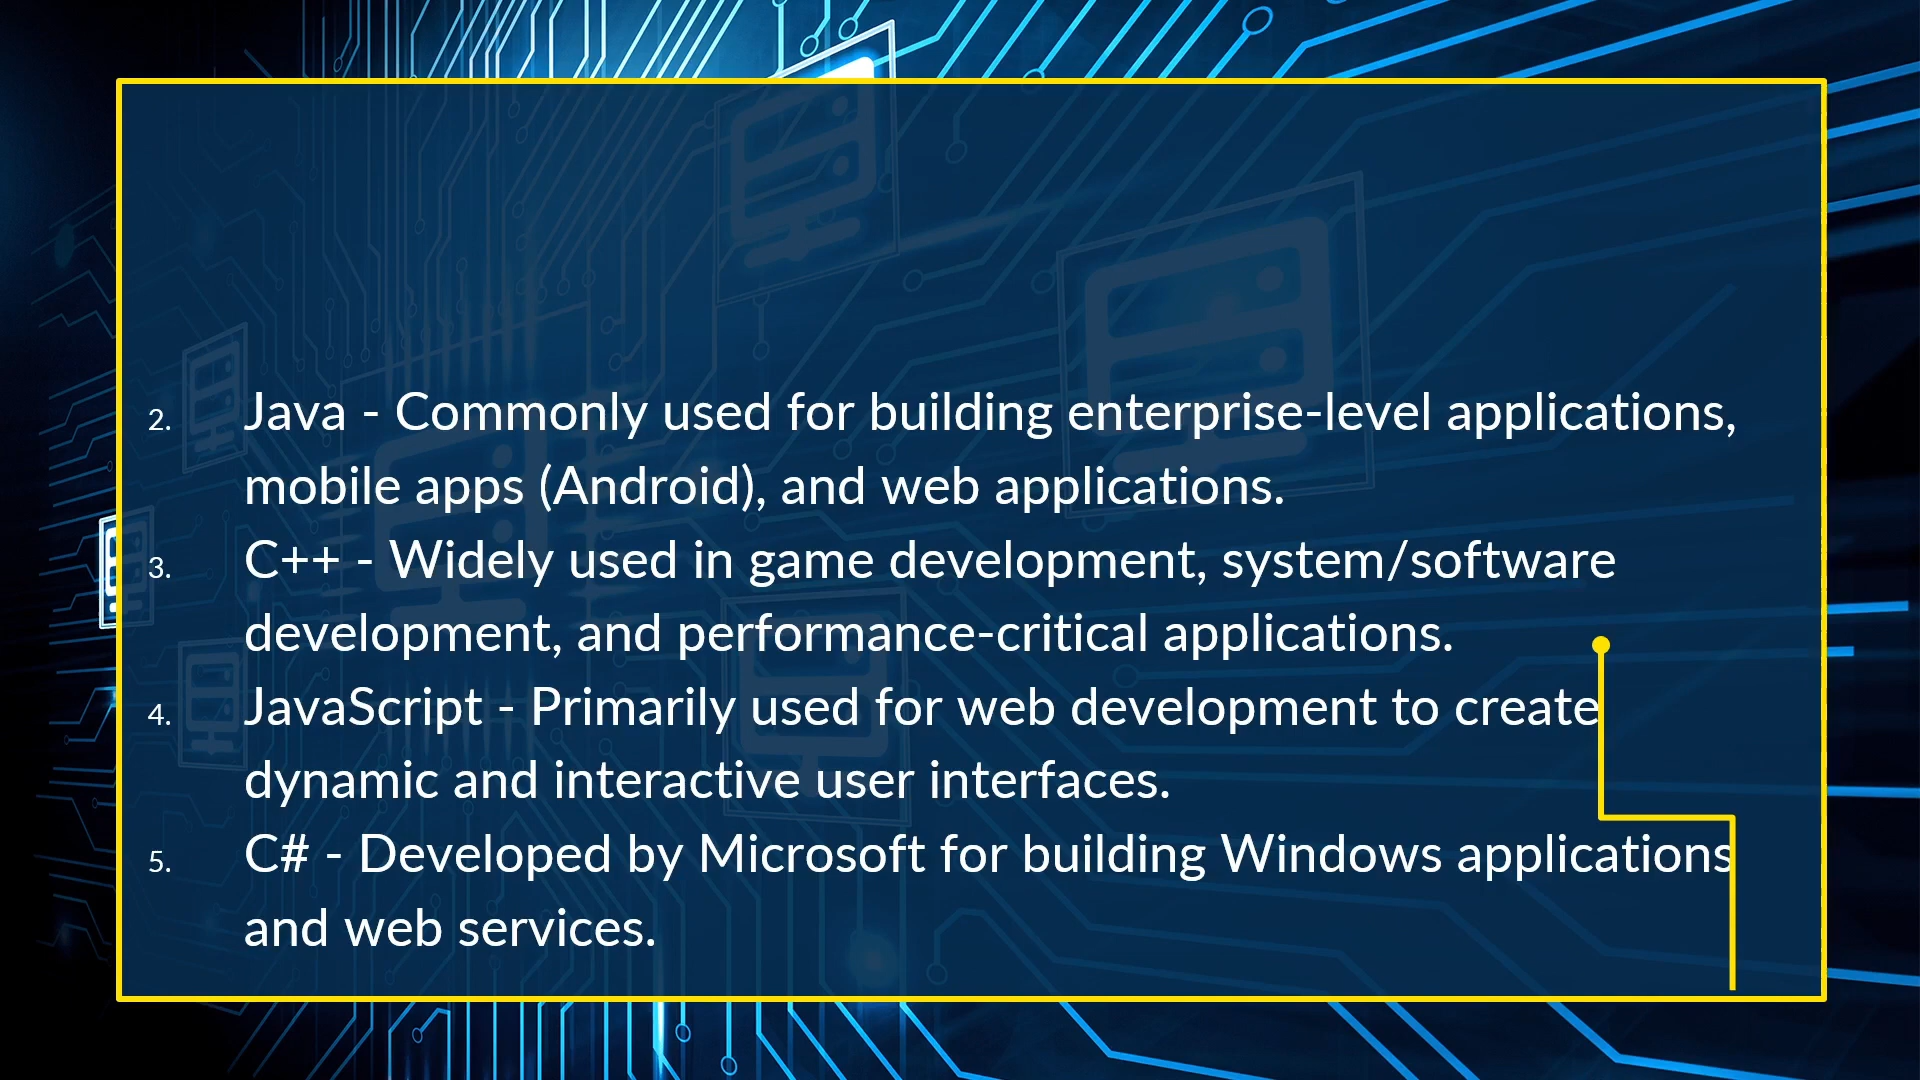 2. Java - Commonly used for building enterprise-level applications,
mobile apps (Android), and web applications.
3. C++ - Widely used in game development, system/software
development, and performance-critical applications.
4. JavaScript - Primarily used for web development to create
dynamic and interactive user interfaces.
5. C# - Developed by Microsoft for building Windows applications
and web services.